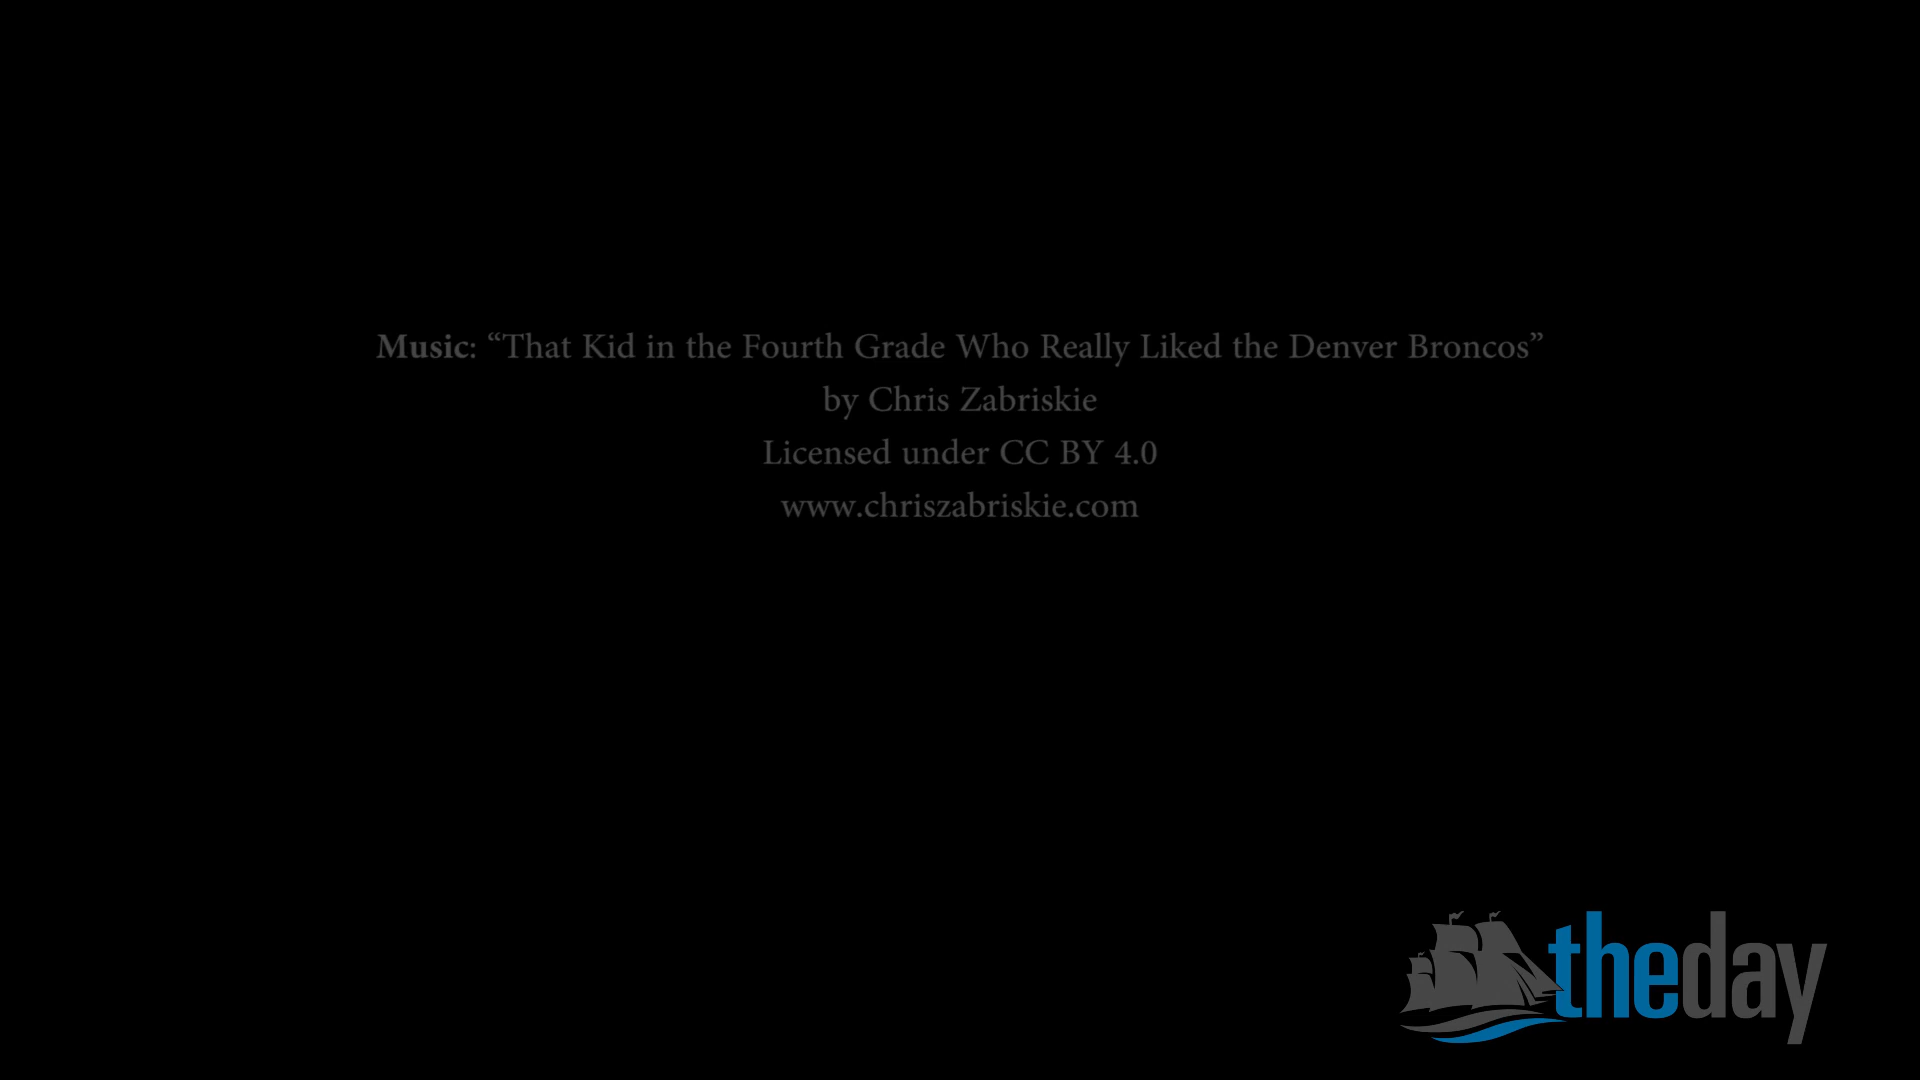 Music: “That Kid in the Fourth Grade Who Really Liked the Denver Broncos”
by Chris Zabriskie
Licensed under CC BY 4.0
www.chriszabriskie.com
theday